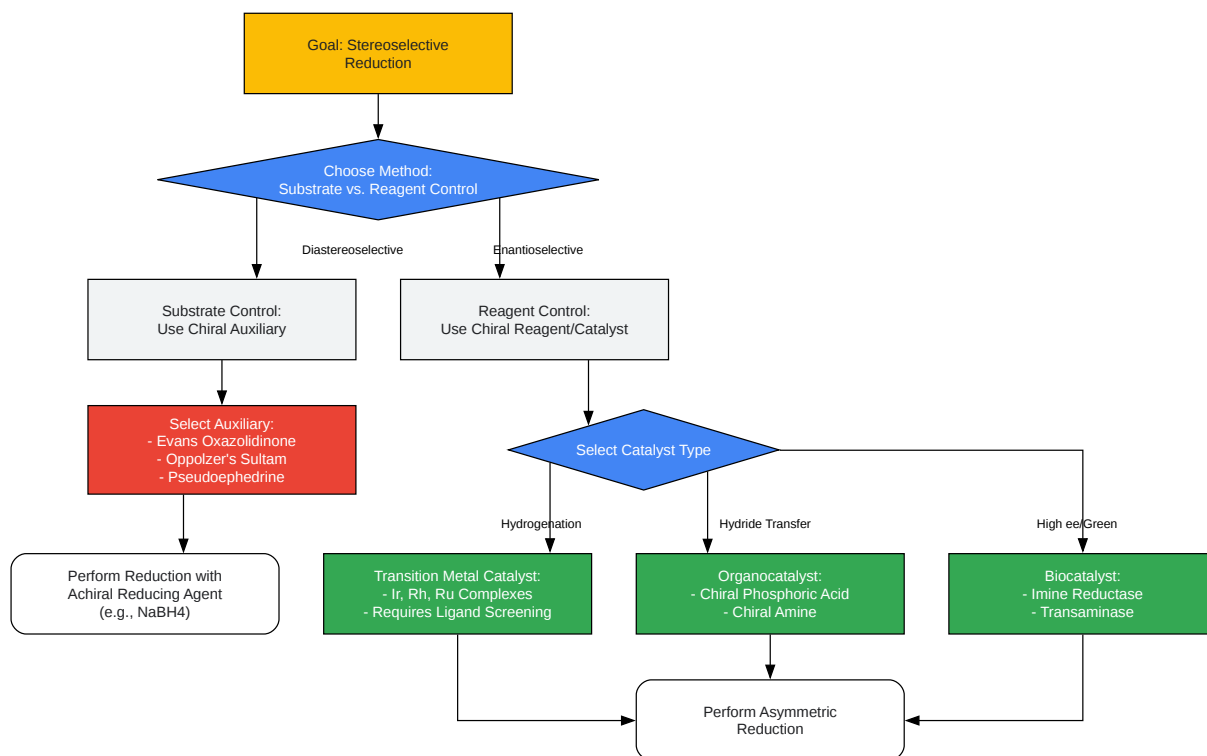 Goal: Stereoselective
Reduction
Choose Method:
Substrate vs. Reagent Control
Diastereoselective
Enantioselective
Substrate Control:
Use Chiral Auxiliary
Reagent Control:
Use Chiral Reagent/Catalyst
Select Auxiliary:
- Evans Oxazolidinone
- Oppolzer's Sultam
- Pseudoephedrine
Select Catalyst Type
Hydrogenation
Hydride Transfer
High ee/Green
Perform Reduction with
Achiral Reducing Agent
(e.g., NaBH4)
Transition Metal Catalyst:
- Ir, Rh, Ru Complexes
- Requires Ligand Screening
Organocatalyst:
- Chiral Phosphoric Acid
- Chiral Amine
Biocatalyst:
- Imine Reductase
- Transaminase
Perform Asymmetric
Reduction